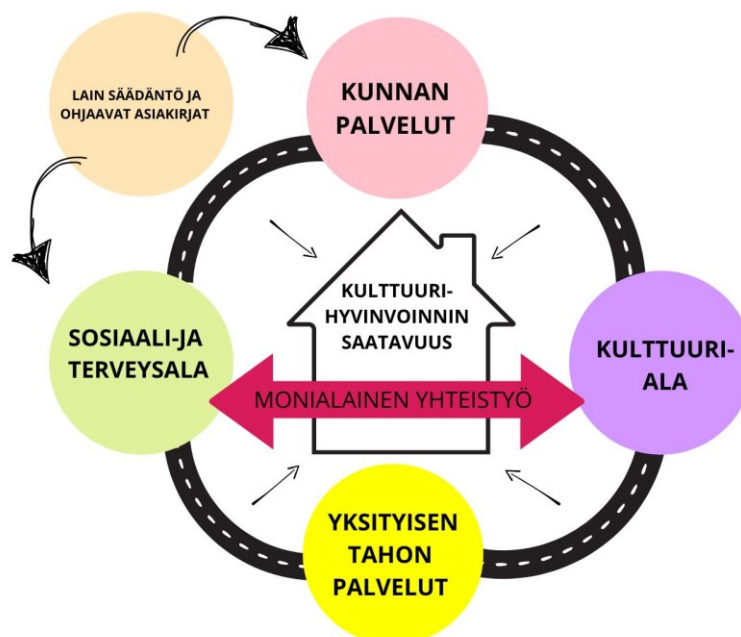 LAIN SÄÄDÄNTÖ JA
OHJAAVAT ASIAKIRJAT
KUNNAN
PALVELUT
KULTTUURI-
HYVINVOINNIN
SAATAVUUS
SOSIAALI-JA
TERVEYSALA
KULTTUURI-
ALA
MONIALAINEN YHTEISTYÖ
YKSITYISEN
TAHON
PALVELUT